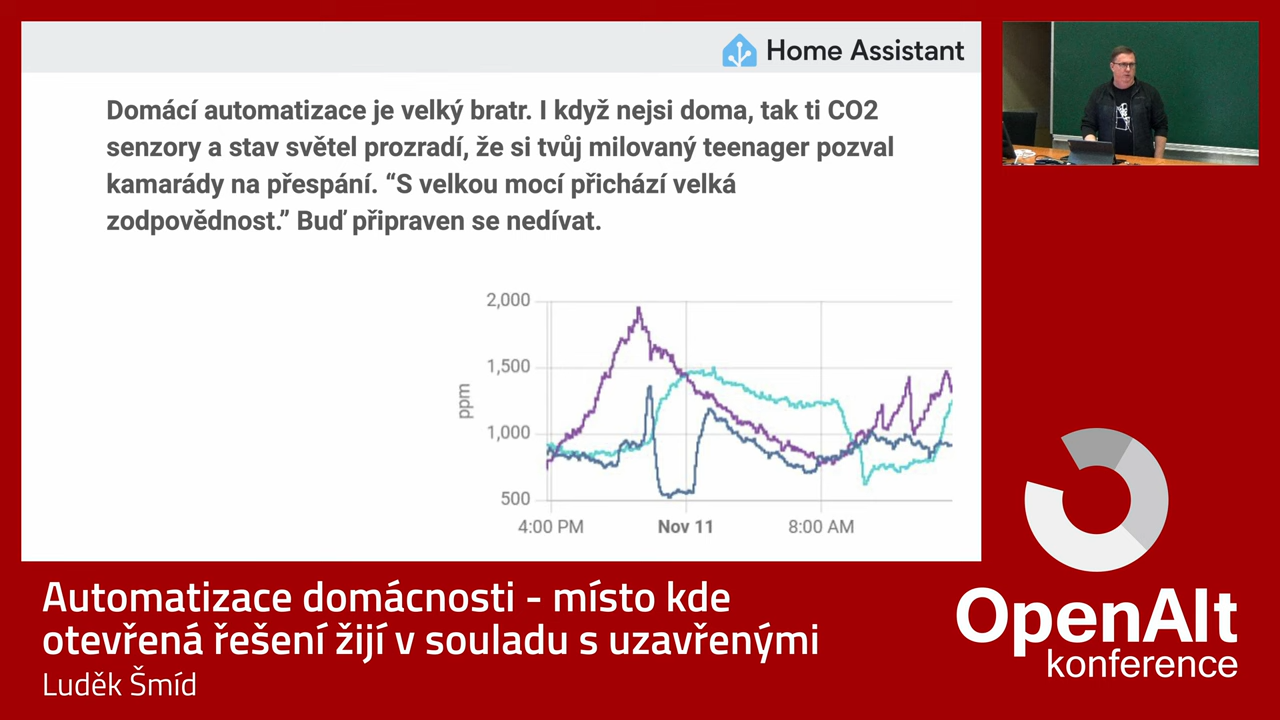 Home Assistant
Domácí automatizace je velký bratr. I když nejsi doma, tak ti CO2
senzory a stav světel prozradí, že si tvůj milovaný teenager pozval
kamarády na přespání. “S velkou mocí přichází velká
zodpovědnost.” Buď připraven se nedívat.
2,000
1,500
1,000
500
ppm
4:00 PM
Nov 11
8:00 AM
Automatizace domácnosti - místo kde
otevřená řešení žijí v souladu s uzavřenými
Luděk Šmíd
OpenAlt
konference